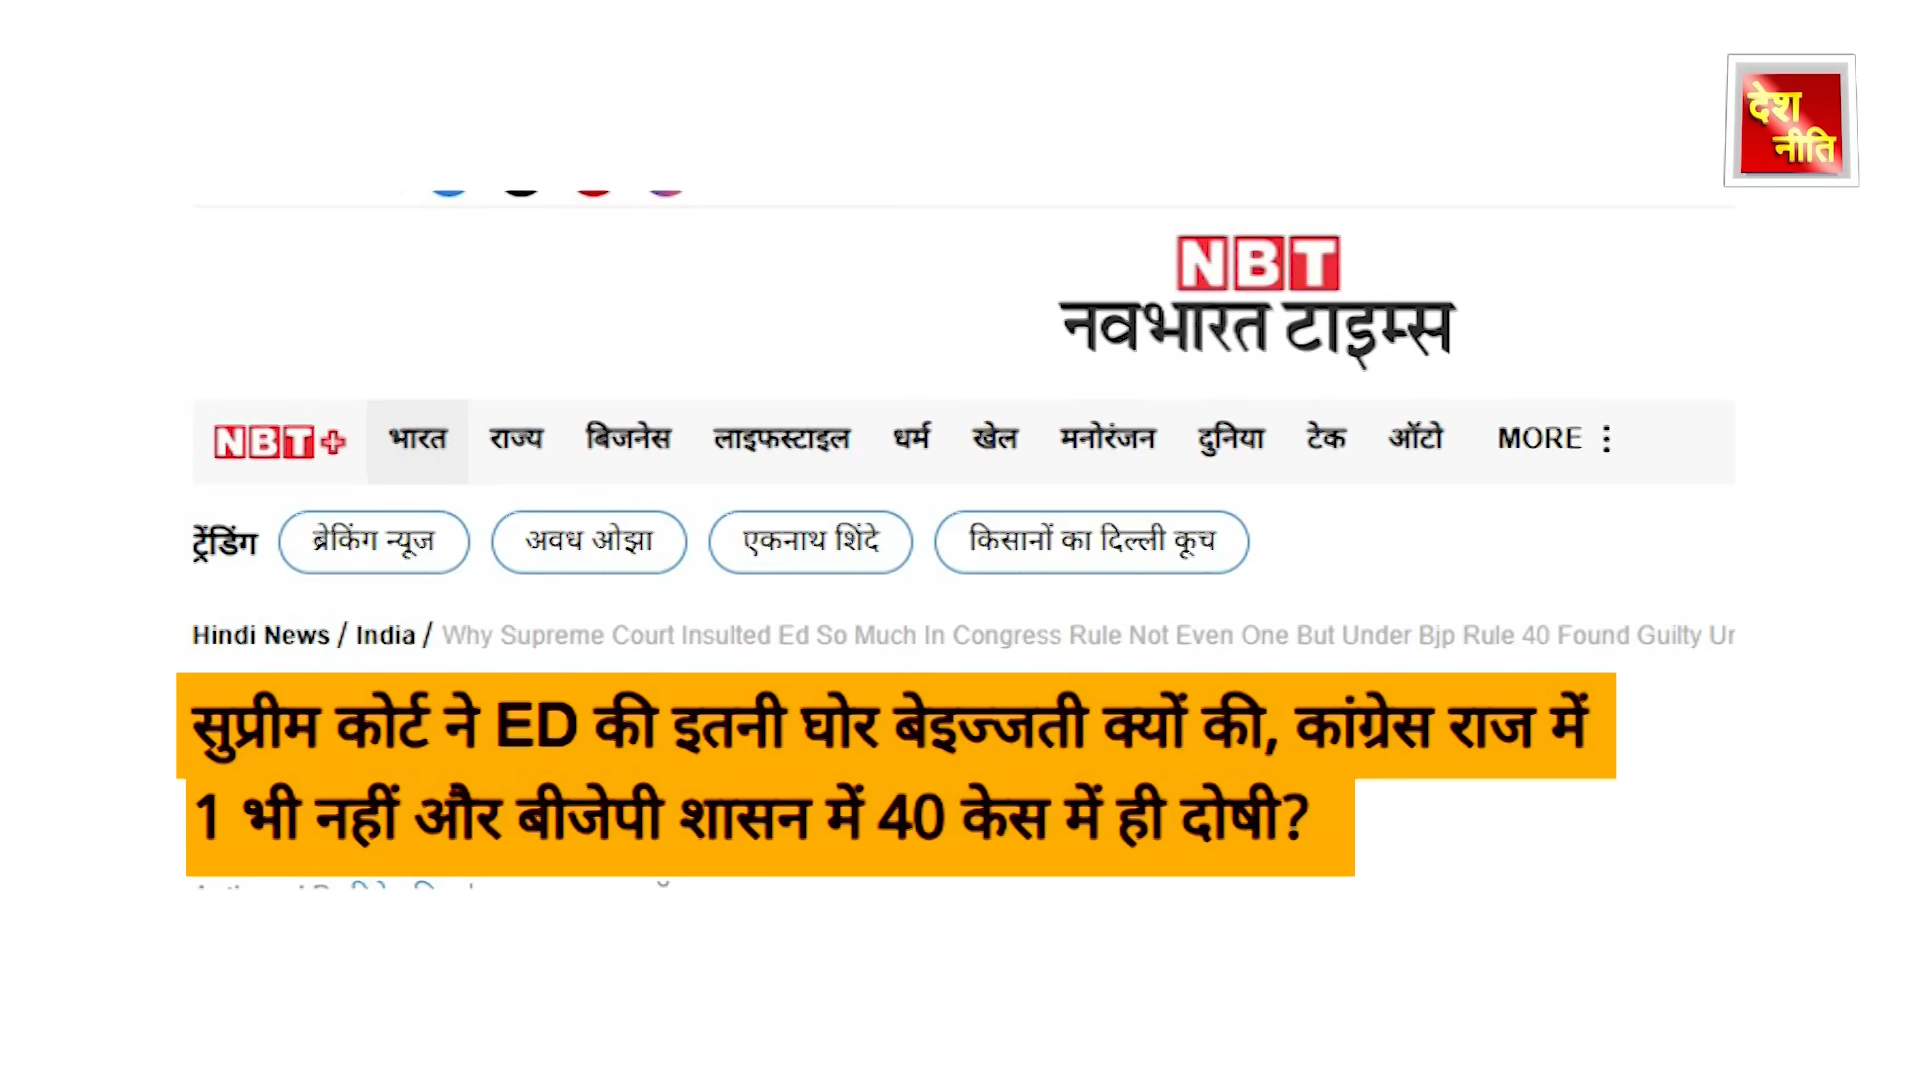 देश
नीति
NBT
नवभारत टाइम्स
NBT+ भारत राज्य बिजनेस लाइफस्टाइल धर्म खेल मनोरंजन दुनिया टेक ऑटो MORE
ट्रेंडिंग ब्रेकिंग न्यूज अवध ओझा एकनाथ शिंदे किसानों का दिल्ली कूच
Hindi News / India / Why Supreme Court Insulted Ed So Much In Congress Rule Not Even One But Under Bjp Rule 40 Found Guilty Ur
सुप्रीम कोर्ट ने ED की इतनी घोर बेइज्जती क्यों की, कांग्रेस राज में
1 भी नहीं और बीजेपी शासन में 40 केस में ही दोषी?